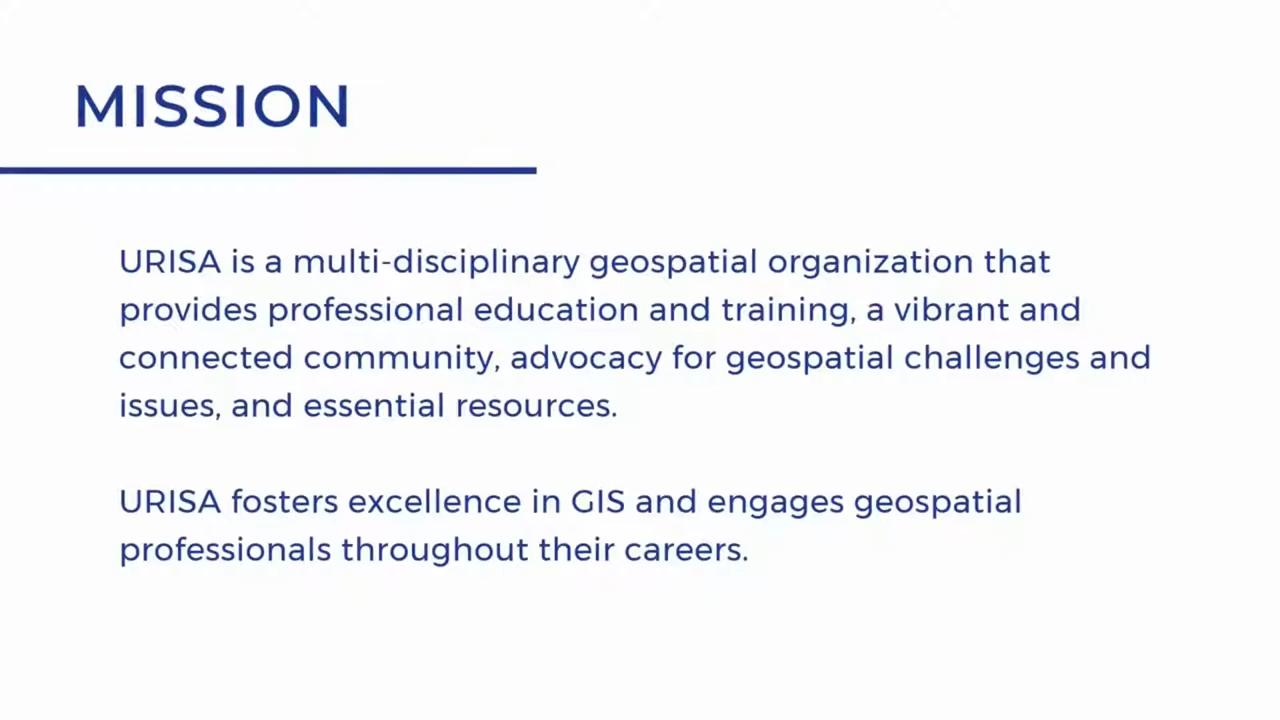 MISSION
URISA is a multi-disciplinary geospatial organization that
provides professional education and training, a vibrant and
connected community, advocacy for geospatial challenges and
issues, and essential resources.
URISA fosters excellence in GIS and engages geospatial
professionals throughout their careers.